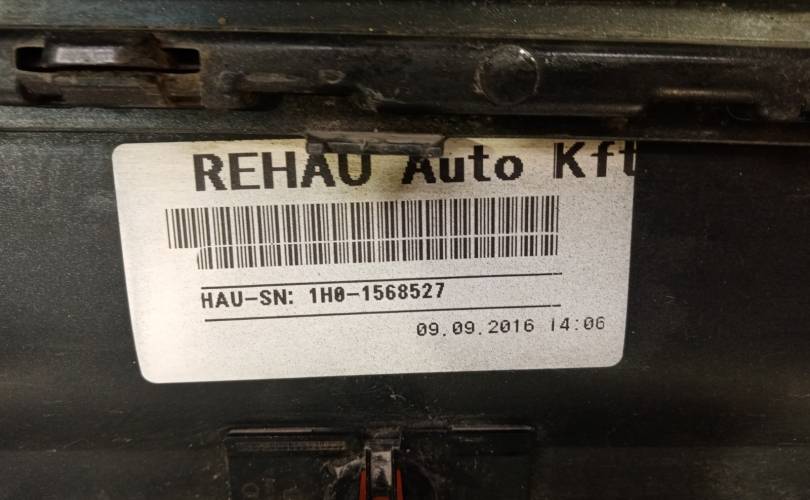 REHAU Auto Kft
HAU-SN: 1H0-1568527
09.09.2016 14:06